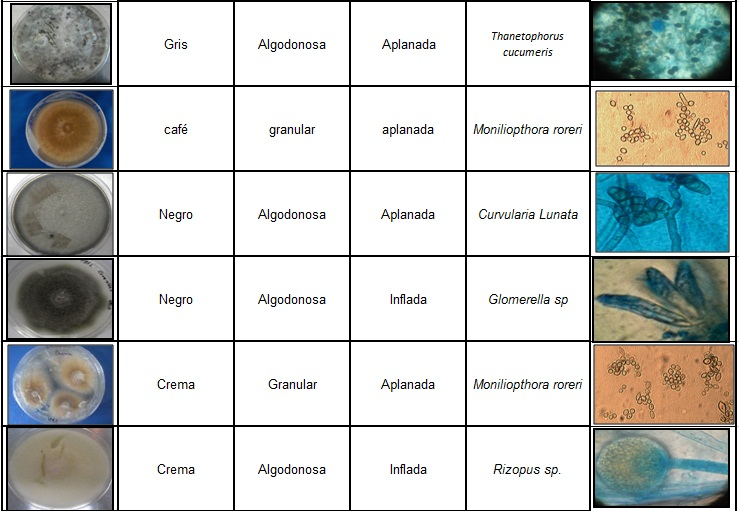 Gris Algodonosa Aplanada Thanetophorus
cucumeris
café granular aplanada Moniliopthora roreri
Negro Algodonosa Aplanada Curvularia Lunata
Negro Algodonosa Inflada Glomerella sp
Crema Granular Aplanada Moniliopthora roreri
Crema Algodonosa Inflada Rizopus sp.